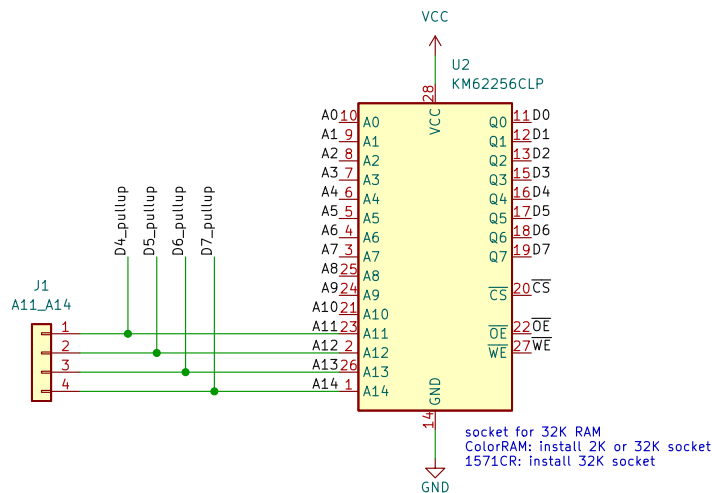 VCC
U2
KM62256CLP
28
VCC
A0 10 A0 Q0 11 D0
A1 9 A1 Q1 12 D1
A2 8 A2 Q2 13 D2
A3 7 A3 Q3 15 D3
A4 6 A4 Q4 16 D4
A5 5 A5 Q5 17 D5
A6 4 A6 Q6 18 D6
A7 3 A7 Q7 19 D7
A8 25 A8
A9 24 A9 CS 20 CS
A10 21 A10
A11 23 A11 OE 22 OE
A12 2 A12 WE 27 WE
A13 26 A13
A14 1 A14
GND
14
D4_pullup
D5_pullup
D6_pullup
D7_pullup
J1
A11_A14
1
2
3
4
socket for 32K RAM
ColorRAM: install 2K or 32K socket
1571CR: install 32K socket
GND